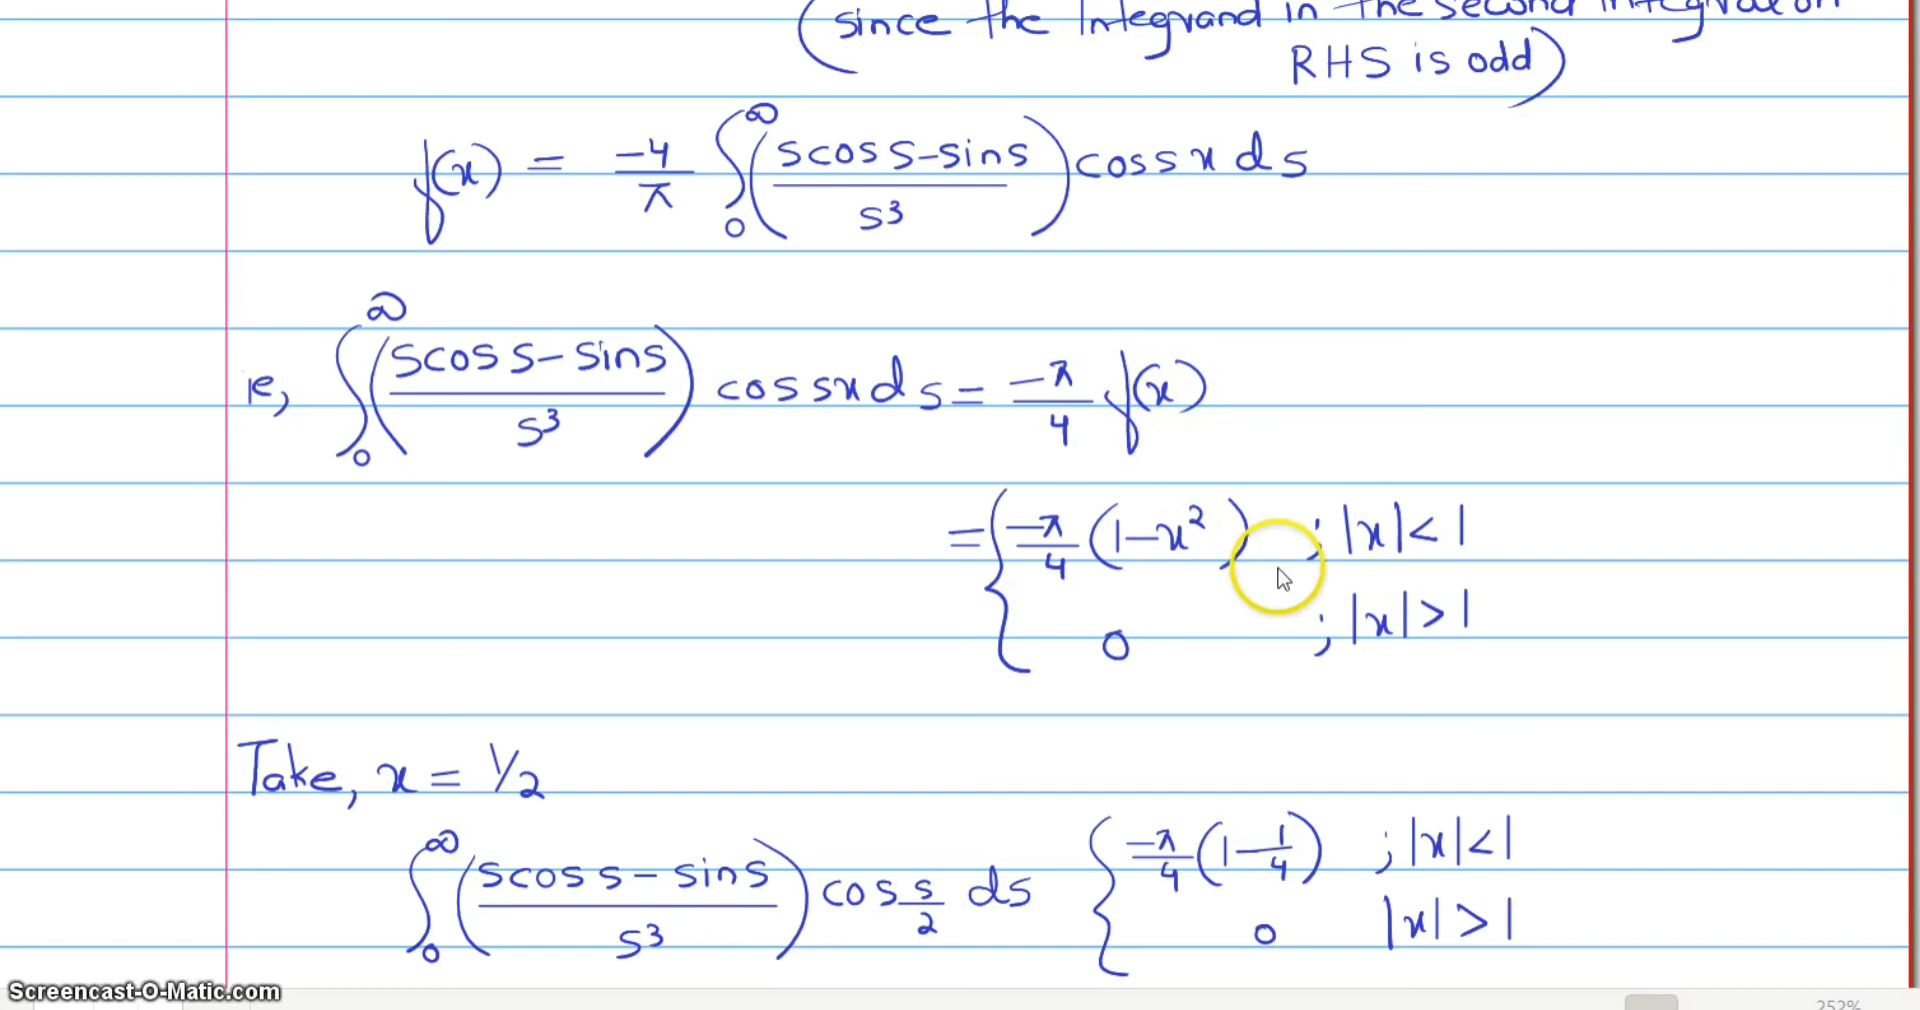 (since the Integrand in the second integral on
RHS is odd)
f(x) = -4/π ∫₀^∞ ((s cos s - sin s)/s³) cos sx ds
ie, ∫₀^∞ ((s cos s - sin s)/s³) cos sx ds = -π/4 f(x)
= { -π/4 (1-x²) ; |x| < 1
0 ; |x| > 1
Take, x = 1/2
∫₀^∞ ((s cos s - sin s)/s³) cos s/2 ds { -π/4 (1 - 1/4) ; |x| < 1
0 |x| > 1
Screencast-O-Matic.com
252%